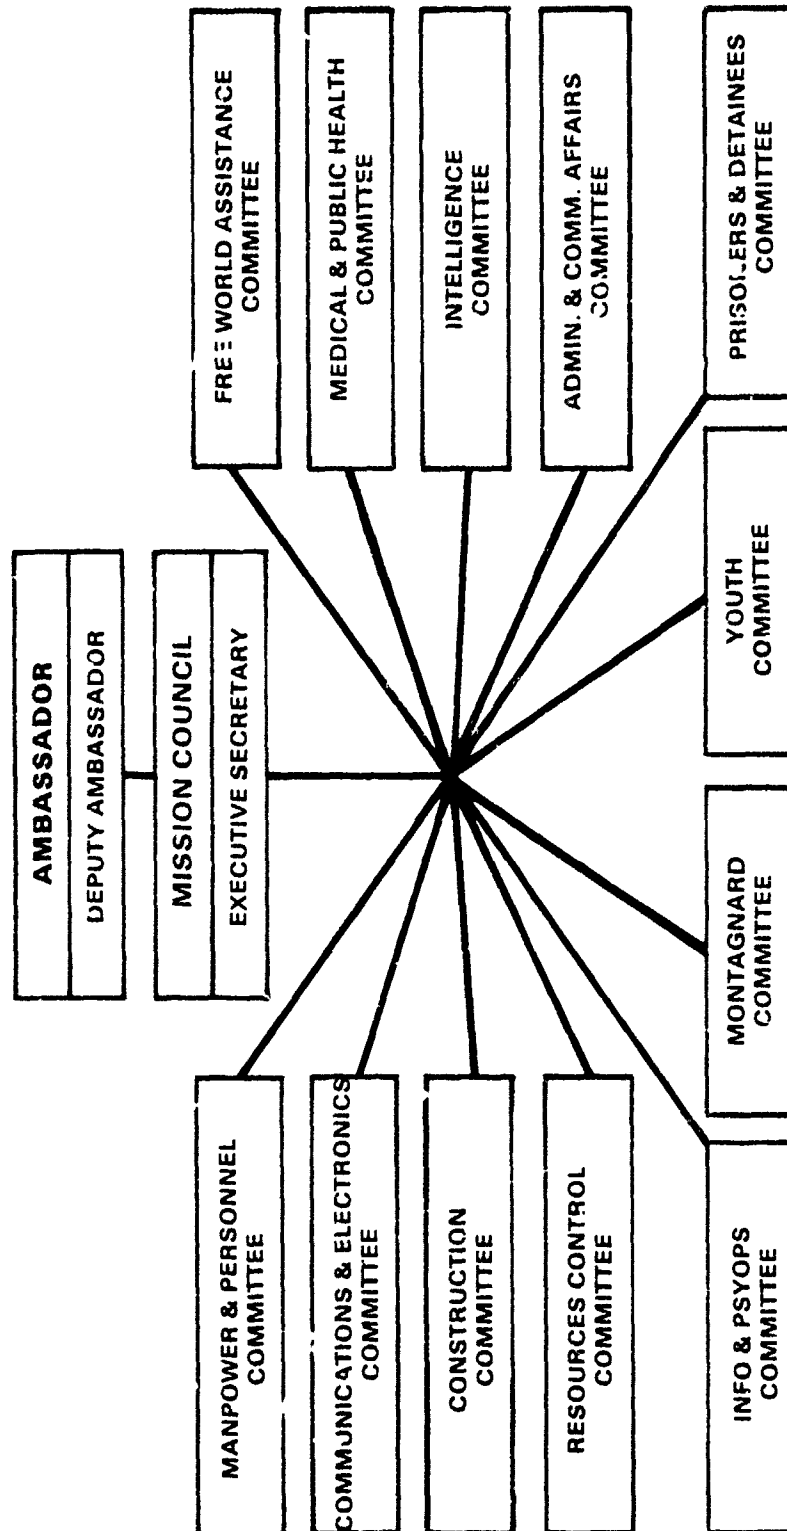 AMBASSADOR
DEPUTY AMBASSADOR
MISSION COUNCIL
EXECUTIVE SECRETARY
MANPOWER & PERSONNEL
COMMITTEE
COMMUNICATIONS & ELECTRONICS
COMMITTEE
CONSTRUCTION
COMMITTEE
RESOURCES CONTROL
COMMITTEE
INFO & PSYOPS
COMMITTEE
MONTAGNARD
COMMITTEE
YOUTH
COMMITTEE
PRISONERS & DETAINEES
COMMITTEE
FREE WORLD ASSISTANCE
COMMITTEE
MEDICAL & PUBLIC HEALTH
COMMITTEE
INTELLIGENCE
COMMITTEE
ADMIN. & COMM. AFFAIRS
COMMITTEE